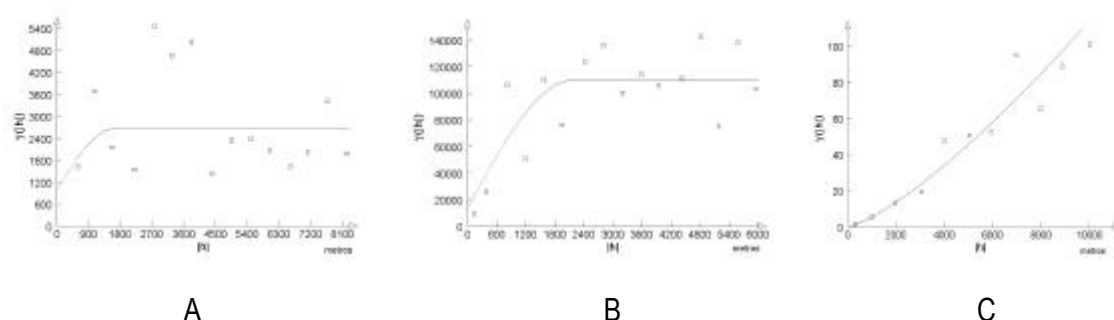 5400
4800
4200
3600
3000
2400
1800
1200
600
0
γ(|h|)
0 900 1800 2700 3600 4500 5400 6300 7200 8100
|h|
metros
A
140000
120000
100000
80000
60000
40000
20000
0
γ(|h|)
0 600 1200 1800 2400 3000 3600 4200 4800 5400 6000
|h|
metros
B
100
80
60
40
20
0
γ(|h|)
0 2000 4000 6000 8000 10000
|h|
metros
C